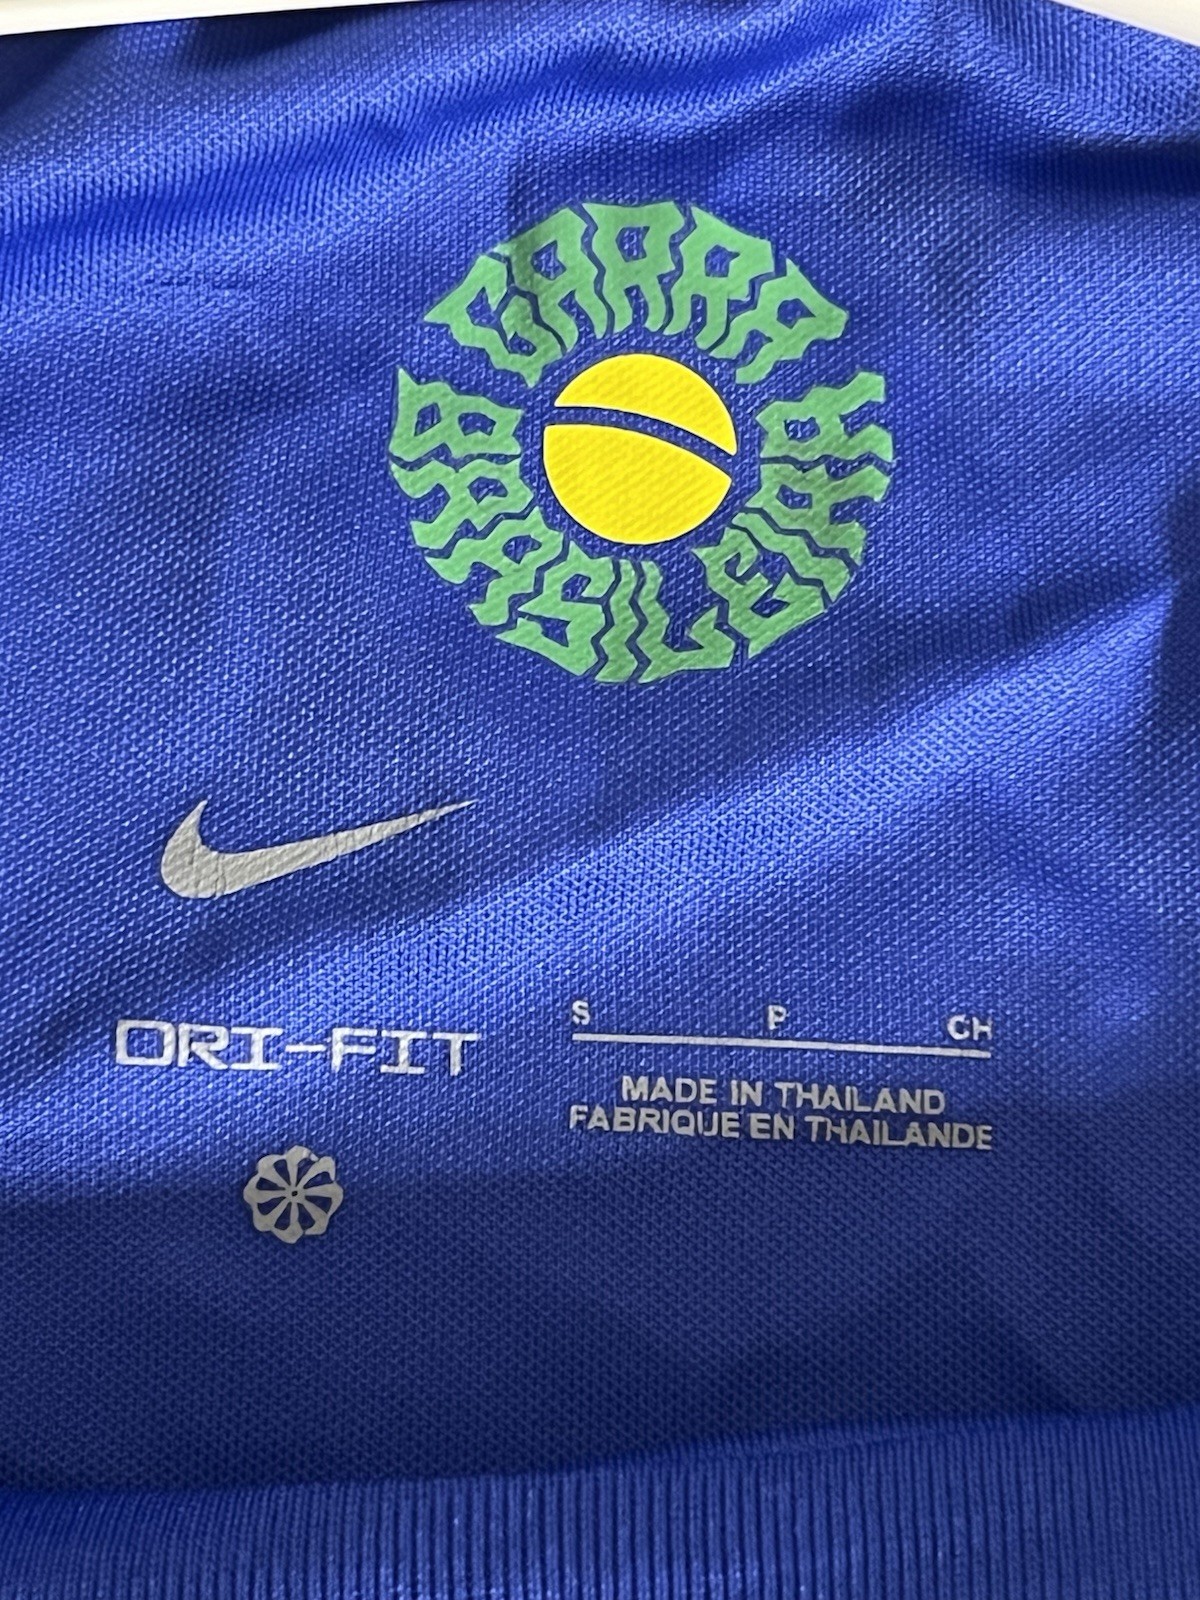 GARRA
BRASILEIRA
DRI-FIT
S P CH
MADE IN THAILAND
FABRIQUE EN THAILANDE